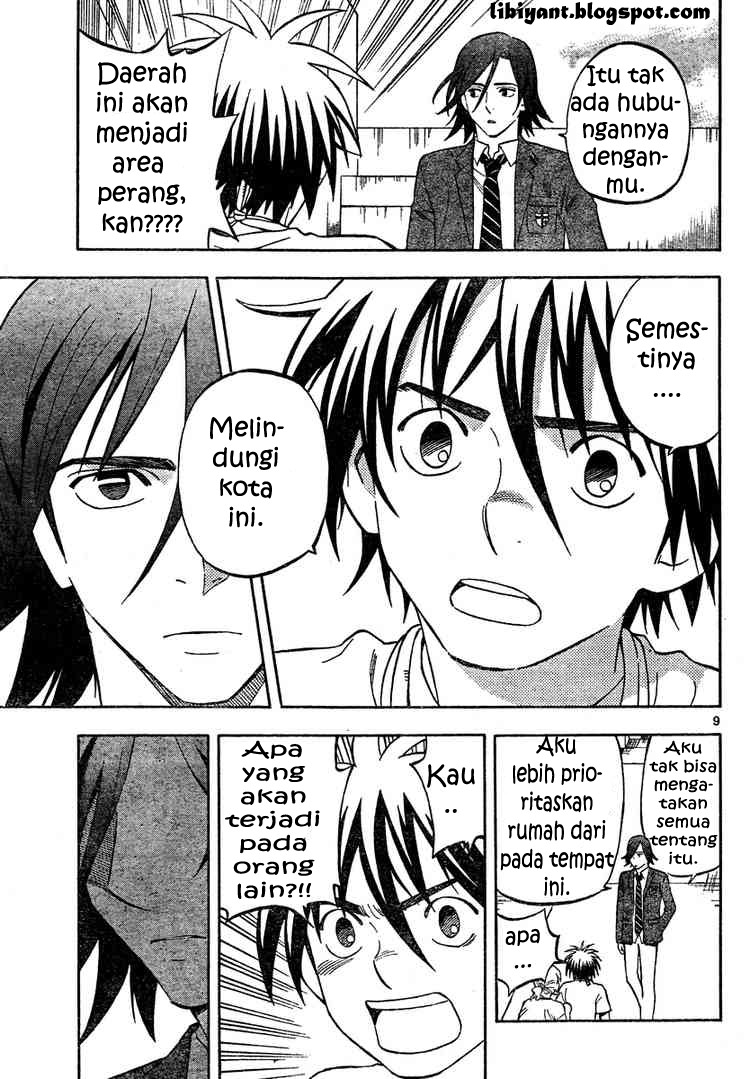 libiyant.blogspot.com
Itu tak
ada hubu-
ngannya
dengan-
mu.
Daerah
ini akan
menjadi
area
perang,
kan????
Semes-
tinya
....
Melin-
dungi
kota
ini.
9
Aku
tak bisa
menga-
takan
semua
tentang
itu.
Aku
lebih prio-
ritaskan
rumah dari
pada tempat
ini.
apa
...
Kau
..
Apa
yang
akan
terjadi
pada
orang
lain?!!